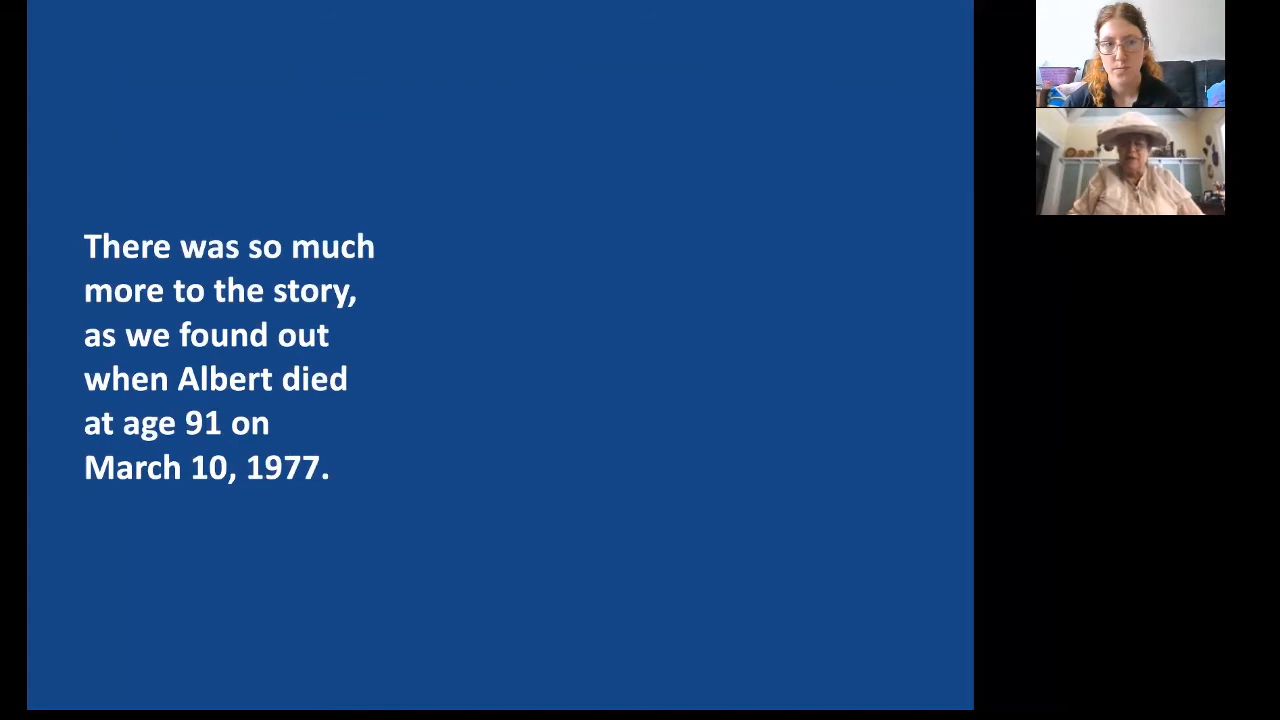 There was so much
more to the story,
as we found out
when Albert died
at age 91 on
March 10, 1977.